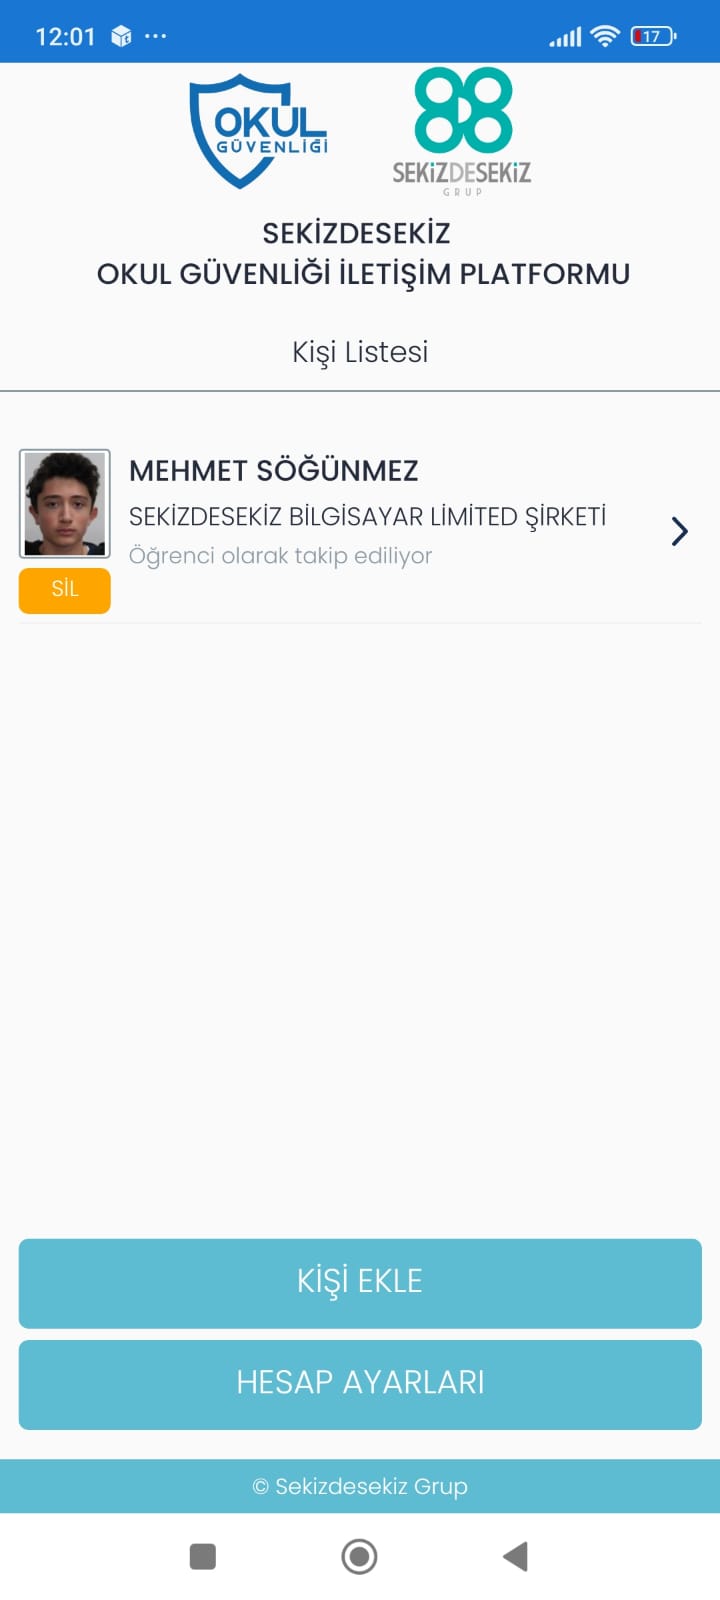 12:01
17
OKUL
GÜVENLİĞİ
SEKİZDESEKİZ
GRUP
SEKİZDESEKİZ
OKUL GÜVENLİĞİ İLETİŞİM PLATFORMU
Kişi Listesi
MEHMET SÖĞÜNMEZ
SEKİZDESEKİZ BİLGİSAYAR LİMİTED ŞİRKETİ
Öğrenci olarak takip ediliyor
SİL
KİŞİ EKLE
HESAP AYARLARI
© Sekizdesekiz Grup